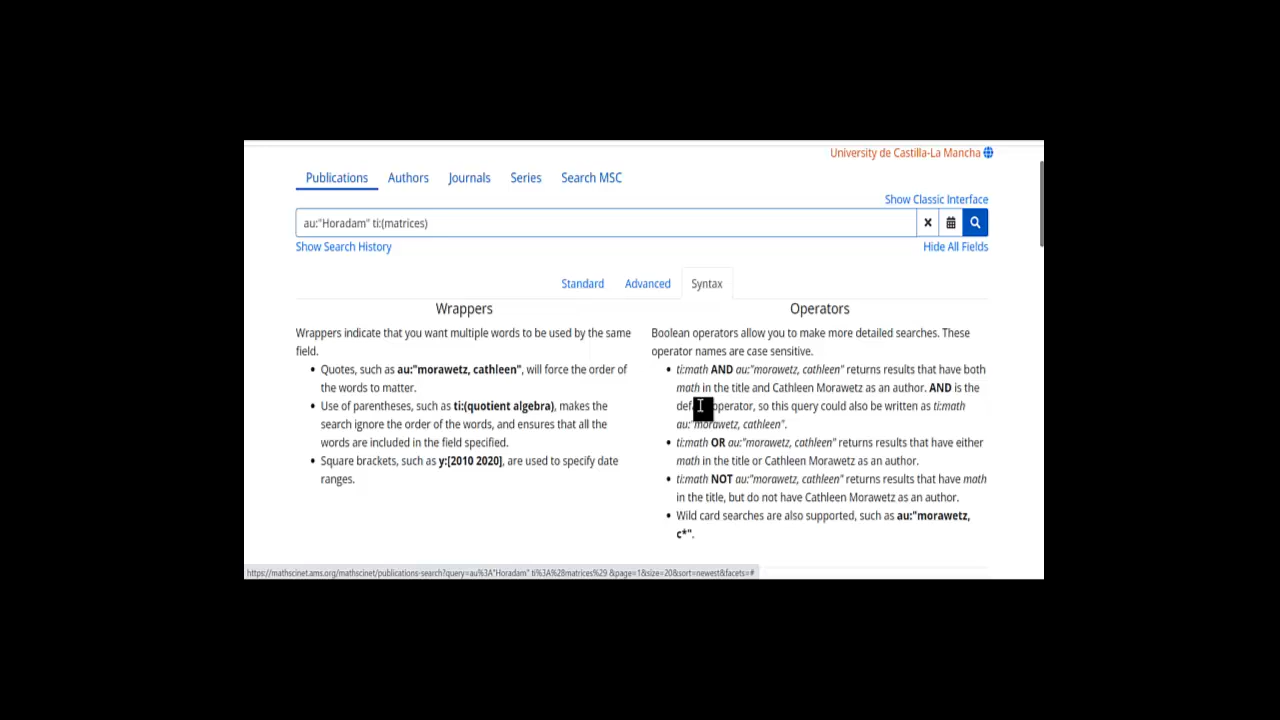 University de Castilla-La Mancha
Publications Authors Journals Series Search MSC
Show Classic Interface
au:"Horadam" ti:(matrices)
Show Search History Hide All Fields
Standard Advanced Syntax
Wrappers
Wrappers indicate that you want multiple words to be used by the same
field.
• Quotes, such as au:"morawetz, cathleen", will force the order of
the words to matter.
• Use of parentheses, such as ti:(quotient algebra), makes the
search ignore the order of the words, and ensures that all the
words are included in the field specified.
• Square brackets, such as y:[2010 2020], are used to specify date
ranges.
Operators
Boolean operators allow you to make more detailed searches. These
operator names are case sensitive.
• ti:math AND au:"morawetz, cathleen" returns results that have both
math in the title and Cathleen Morawetz as an author. AND is the
operator, so this query could also be written as ti:math
au:"morawetz, cathleen".
• ti:math OR au:"morawetz, cathleen" returns results that have either
math in the title or Cathleen Morawetz as an author.
• ti:math NOT au:"morawetz, cathleen" returns results that have math
in the title, but do not have Cathleen Morawetz as an author.
• Wild card searches are also supported, such as au:"morawetz,
c*".
https://mathscinet.ams.org/mathscinet/publications-search?query=au%3A"Horadam" ti%3A%28matrices%29 &page=1&size=20&sort=newest&facets=#